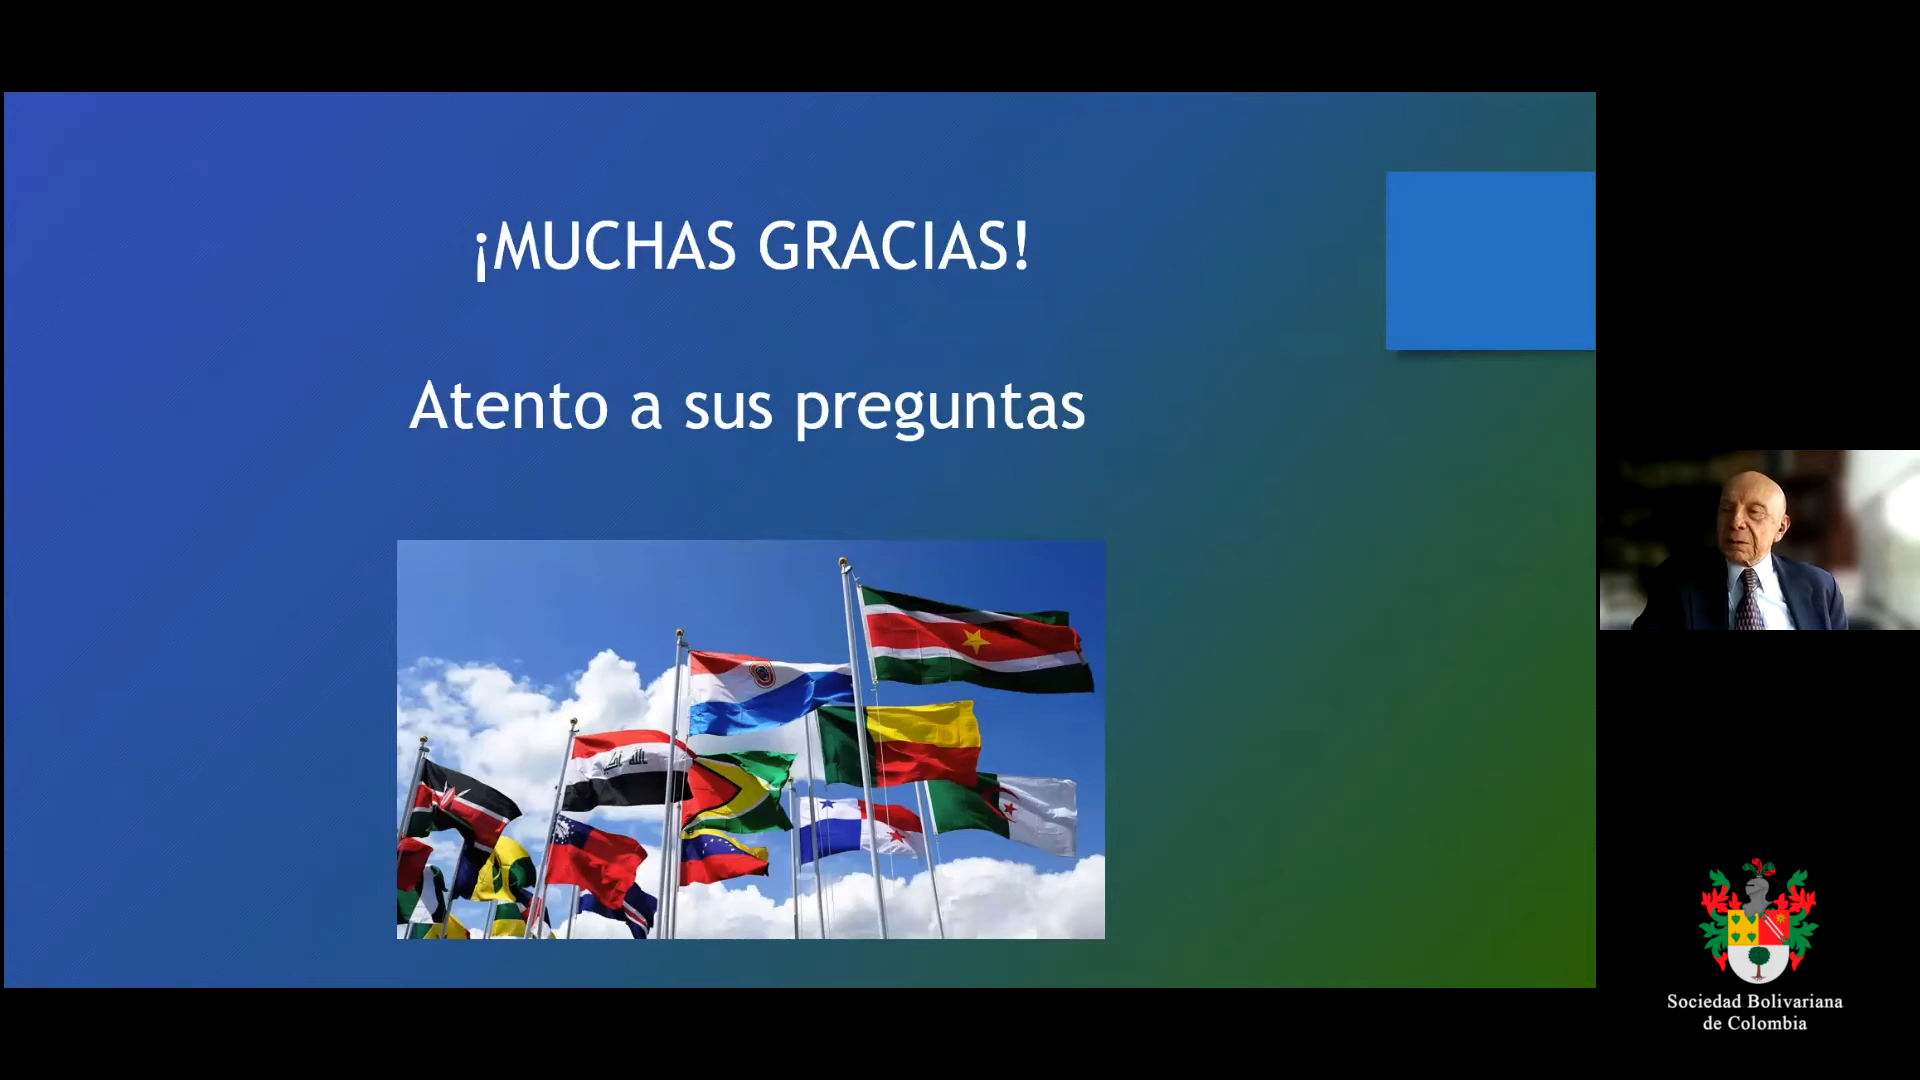 ¡MUCHAS GRACIAS!
Atento a sus preguntas
Sociedad Bolivariana
de Colombia